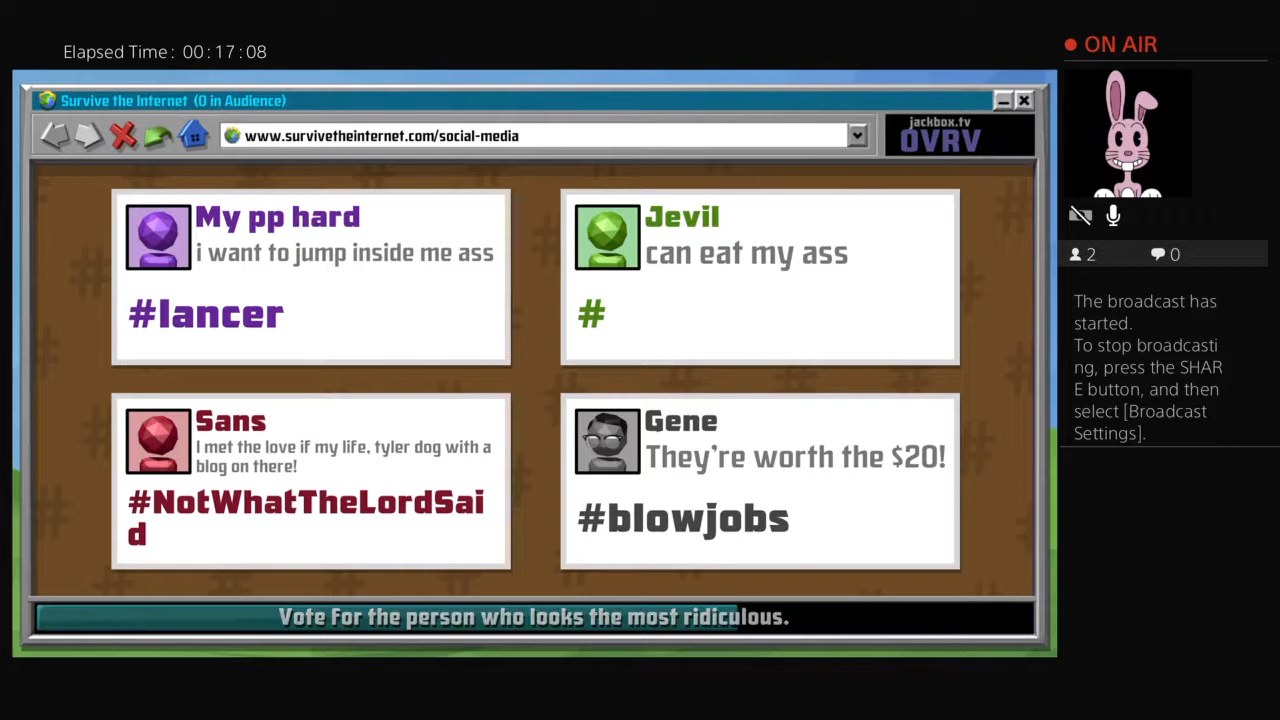 Elapsed Time: 00:17:08
ON AIR
Survive the Internet (0 in Audience)
www.survivetheinternet.com/social-media
jackbox.tv
OVRV
My pp hard
i want to jump inside me ass
#lancer
Jevil
can eat my ass
#
Sans
I met the love if my life, tyler dog with a
blog on there!
#NotWhatTheLordSai
d
Gene
They're worth the $20!
#blowjobs
Vote for the person who looks the most ridiculous.
2
0
The broadcast has
started.
To stop broadcasti
ng, press the SHAR
E button, and then
select [Broadcast
Settings].